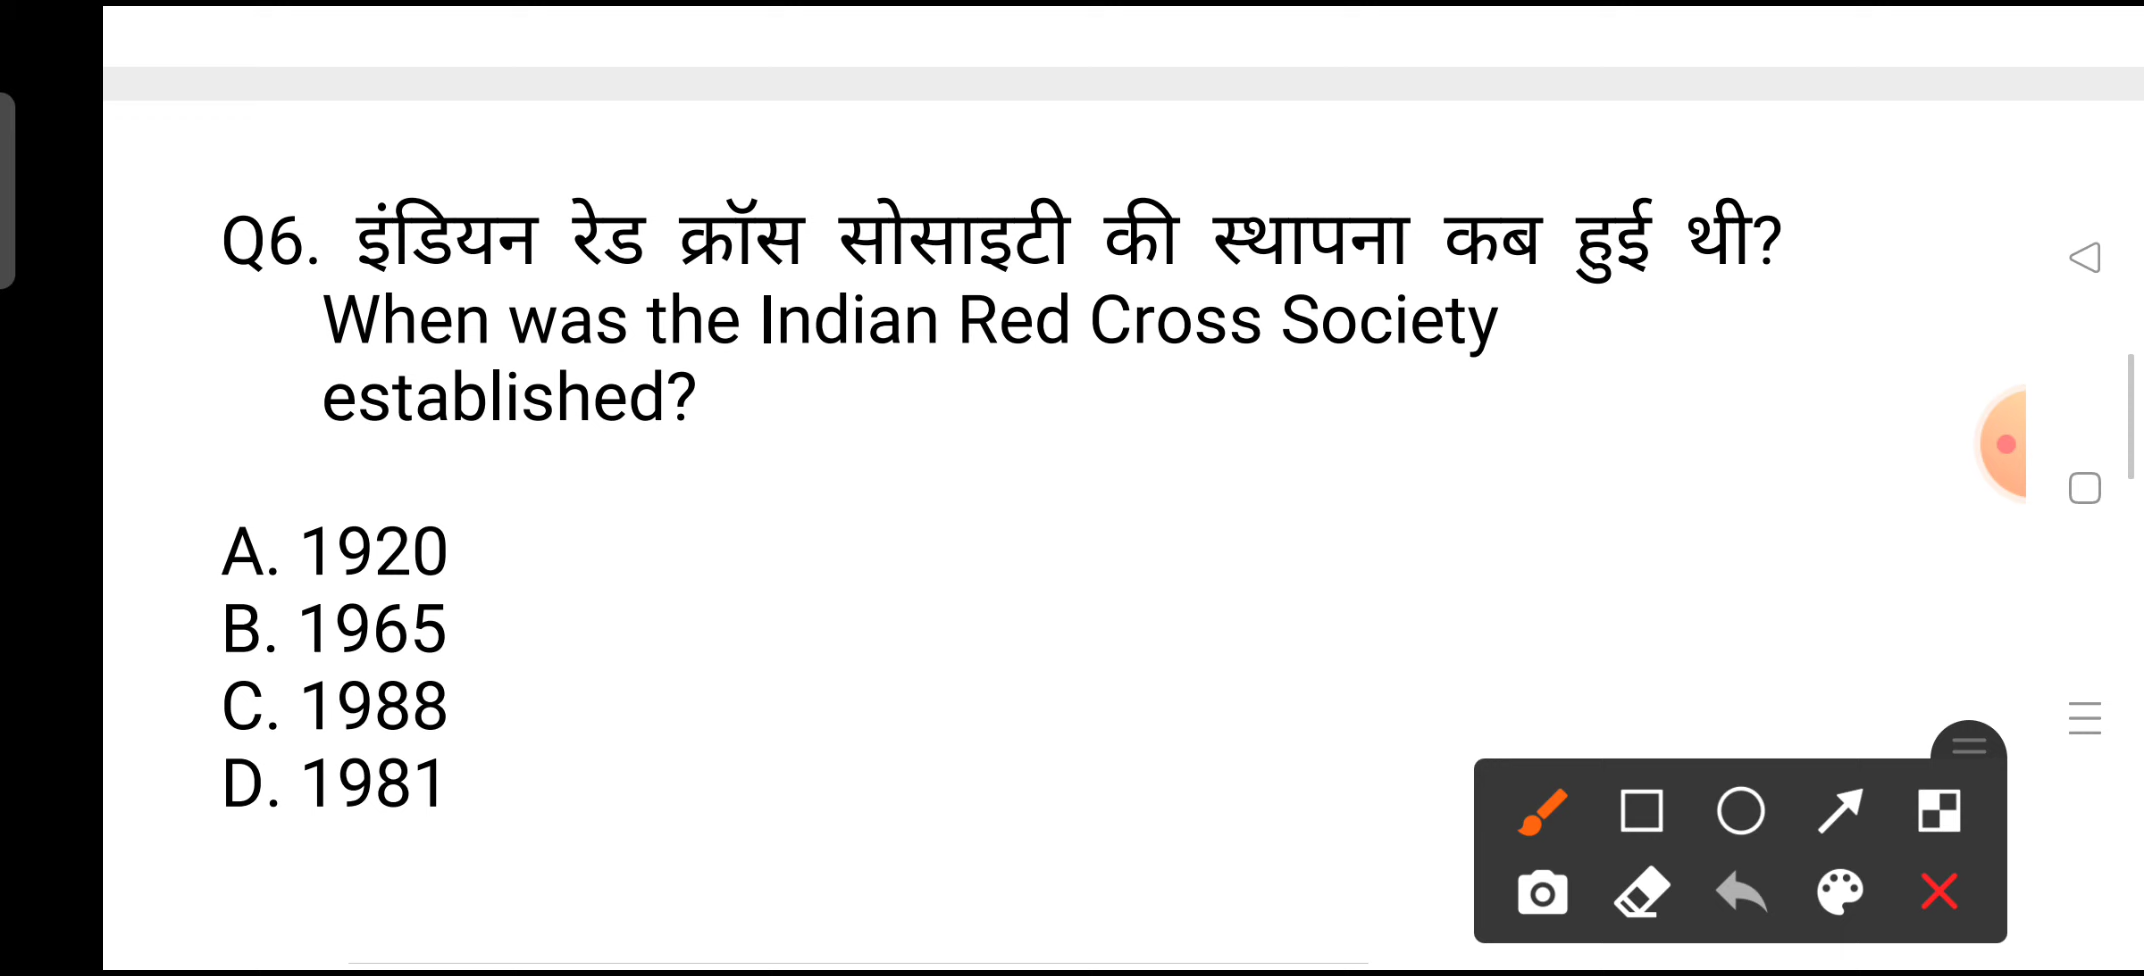 Q6. इंडियन रेड क्रॉस सोसाइटी की स्थापना कब हुई थी?
When was the Indian Red Cross Society
established?
A. 1920
B. 1965
C. 1988
D. 1981